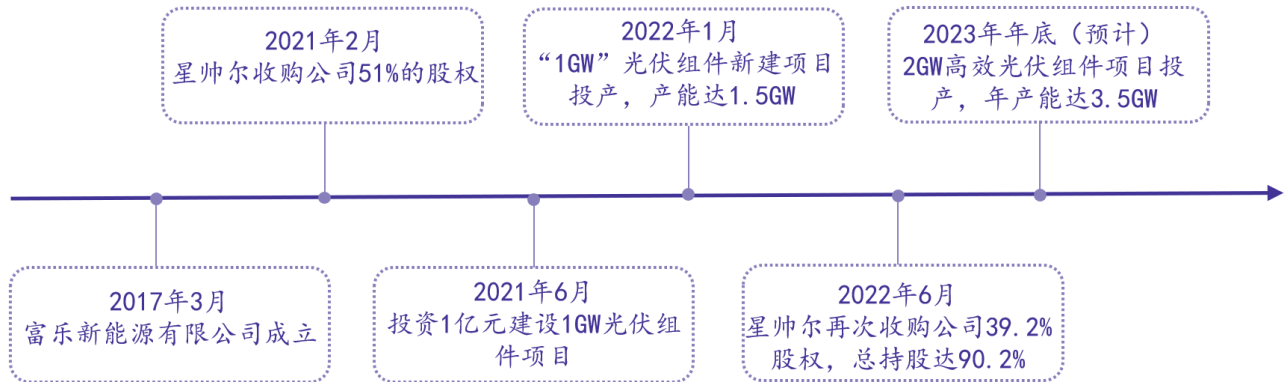 2021年2月
星帅尔收购公司51%的股权
2022年1月
“1GW”光伏组件新建项目
投产，产能达1.5GW
2023年年底（预计）
2GW高效光伏组件项目投
产，年产能达3.5GW
2017年3月
富乐新能源有限公司成立
2021年6月
投资1亿元建设1GW光伏组
件项目
2022年6月
星帅尔再次收购公司39.2%
股权，总持股达90.2%